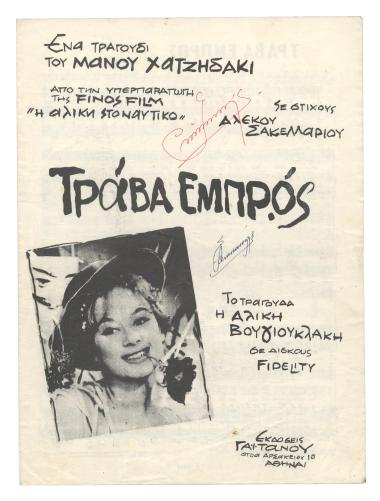 ΕΝΑ ΤΡΑΓΟΥΔΙ
ΤΟΥ ΜΑΝΟΥ ΧΑΤΖΗΔΑΚΙ
ΑΠΟ ΤΗΝ ΥΠΕΡΠΑΡΑΓΩΓΗ
ΤΗΣ FINOS FILM
"Η ΑΛΙΚΗ ΣΤΟ ΝΑΥΤΙΚΟ"
ΣΕ ΣΤΙΧΟΥΣ
ΑΛΕΚΟΥ
ΣΑΚΕΛΛΑΡΙΟΥ
ΤΡΑΒΑ ΕΜΠΡΌΣ
ΤΟ ΤΡΑΓΟΥΔΑ
Η ΑΛΙΚΗ
ΒΟΥΓΙΟΥΚΛΑΚΗ
ΣΕ ΔΙΣΚΟΥΣ
FIDELITY
ΕΚΔΟΣΕΙΣ
ΓΑΪΤΑΝΟΥ
ΣΤΟΑ ΑΡΣΑΚΕΙΟΥ 10
ΑΘΗΝΑΙ